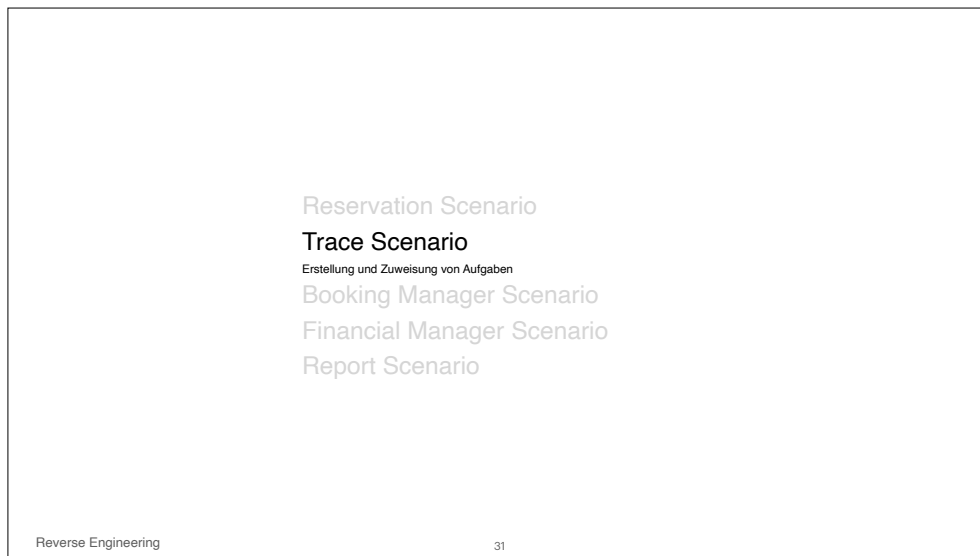 Reservation Scenario
Trace Scenario
Erstellung und Zuweisung von Aufgaben
Booking Manager Scenario
Financial Manager Scenario
Report Scenario
Reverse Engineering
31